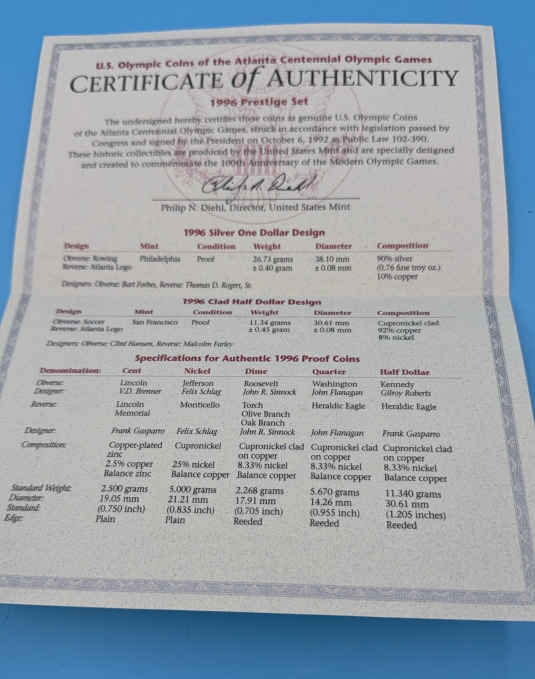 U.S. Olympic Coins of the Atlanta Centennial Olympic Games
CERTIFICATE of AUTHENTICITY
1996 Prestige Set
The undersigned hereby certifies these coins as genuine U.S. Olympic Coins
of the Atlanta Centennial Olympic Games, struck in accordance with legislation passed by
Congress and signed by the President on October 6, 1992 as Public Law 102-390.
These historic collectibles are produced by the United States Mint and are specially designed
and created to commemorate the 100th Anniversary of the Modern Olympic Games.
Philip N. Diehl
Philip N. Diehl, Director, United States Mint
1996 Silver One Dollar Design
Design Mint Condition Weight Diameter Composition
Obverse: Rowing Philadelphia Proof 26.73 grams 38.10 mm 90% silver
Reverse: Atlanta Logo ± 0.40 gram ± 0.08 mm (0.76 fine troy oz.)
10% copper
Designers: Obverse: Bart Forbes, Reverse: Thomas D. Rogers, Sr.
1996 Clad Half Dollar Design
Design Mint Condition Weight Diameter Composition
Obverse: Soccer San Francisco Proof 11.34 grams 30.61 mm Cupronickel clad
Reverse: Atlanta Logo ± 0.45 gram ± 0.08 mm 92% copper
8% nickel
Designers: Obverse: Clint Hansen, Reverse: Malcolm Farley
Specifications for Authentic 1996 Proof Coins
Denomination: Cent Nickel Dime Quarter Half Dollar
Obverse: Lincoln Jefferson Roosevelt Washington Kennedy
Designer: V.D. Brenner Felix Schlag John R. Sinnock John Flanagan Gilroy Roberts
Reverse: Lincoln Monticello Torch Heraldic Eagle Heraldic Eagle
Memorial Olive Branch
Oak Branch
Designer: Frank Gasparro Felix Schlag John R. Sinnock John Flanagan Frank Gasparro
Composition: Copper-plated Cupronickel Cupronickel clad Cupronickel clad Cupronickel clad
zinc on copper on copper on copper
2.5% copper 25% nickel 8.33% nickel 8.33% nickel 8.33% nickel
Balance zinc Balance copper Balance copper Balance copper Balance copper
Standard Weight: 2.500 grams 5.000 grams 2.268 grams 5.670 grams 11.340 grams
Diameter: 19.05 mm 21.21 mm 17.91 mm 14.26 mm 30.61 mm
Standard: (0.750 inch) (0.835 inch) (0.705 inch) (0.955 inch) (1.205 inches)
Edge: Plain Plain Reeded Reeded Reeded